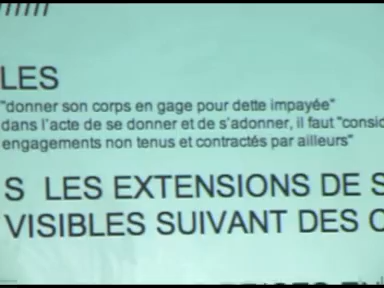 LES
"donner son corps en gage pour dette impayée"
dans l'acte de se donner et de s'adonner, il faut "consid
engagements non tenus et contractés par ailleurs"
S LES EXTENSIONS DE S
VISIBLES SUIVANT DES C